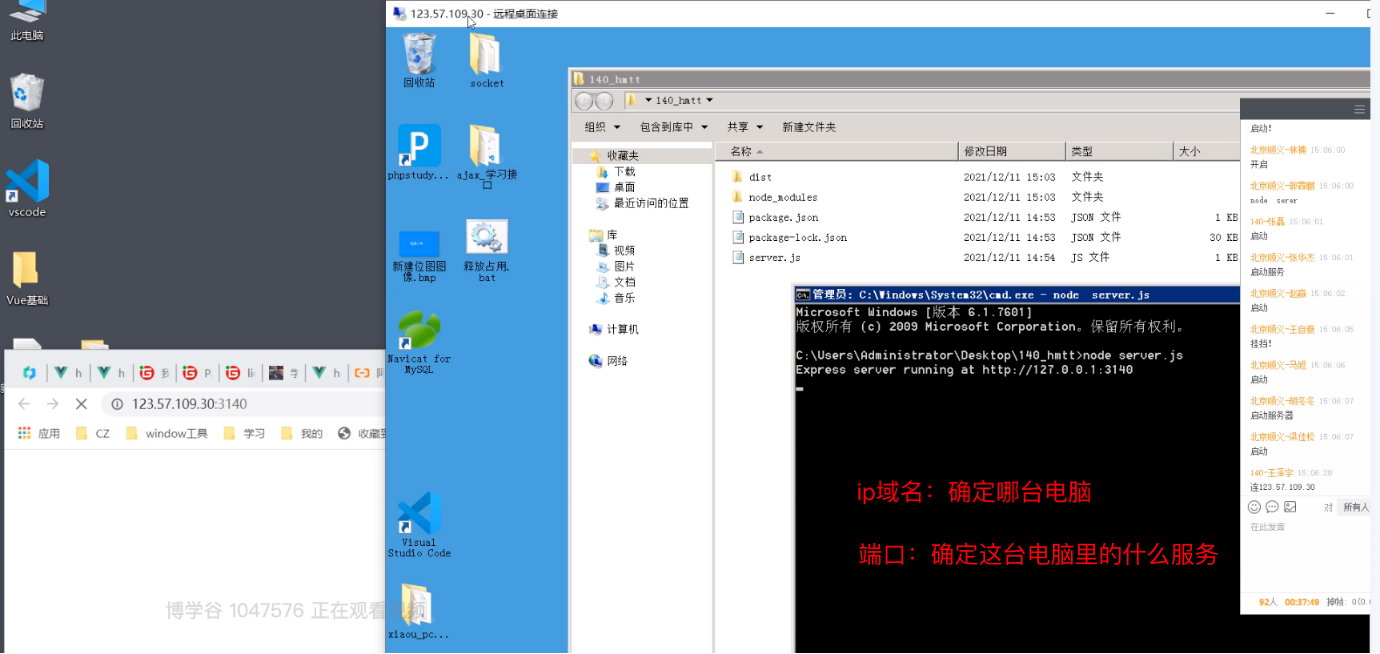 123.57.109.30 - 远程桌面连接
此电脑
回收站
vscode
Vue基础
回收站
socket
phpstudy...
ajax_学习接口
新建位图图像.bmp
释放占用.bat
Navicat for MySQL
Visual Studio Code
xiaou_pc...
140_hmtt
140_hmtt
组织
包含到库中
共享
新建文件夹
收藏夹
下载
桌面
最近访问的位置
库
视频
图片
文档
音乐
计算机
网络
名称 修改日期 类型 大小
dist 2021/12/11 15:03 文件夹
node_modules 2021/12/11 15:03 文件夹
package.json 2021/12/11 14:53 JSON 文件 1 KB
package-lock.json 2021/12/11 14:53 JSON 文件 30 KB
server.js 2021/12/11 14:54 JS 文件 1 KB
管理员: C:\Windows\System32\cmd.exe - node server.js
Microsoft Windows [版本 6.1.7601]
版权所有 (c) 2009 Microsoft Corporation。保留所有权利。
C:\Users\Administrator\Desktop\140_hmtt>node server.js
Express server running at http://127.0.0.1:3140
ip域名：确定哪台电脑
端口：确定这台电脑里的什么服务
h
h
我
P.
li
学
h
阿
123.57.109.30:3140
应用
CZ
window工具
学习
我的
收藏到
博学谷 1047576 正在观看视频
启动!
北京顺义-林楠 15:06:00
开启
北京顺义-郭霖鹏 15:06:00
node serer
140-张磊 15:06:01
启动
北京顺义-张华杰 15:06:01
启动服务
北京顺义-赵磊 15:06:02
启动
北京顺义-王自豪 15:06:05
挂挡!
北京顺义-马旭 15:06:06
启动
北京顺义-胡冬冬 15:06:07
启动服务器
北京顺义-梁佳松 15:06:07
启动
140-王泽宇 15:06:28
连123.57.109.30
对 所有人
在此发言
92人 00:37:49